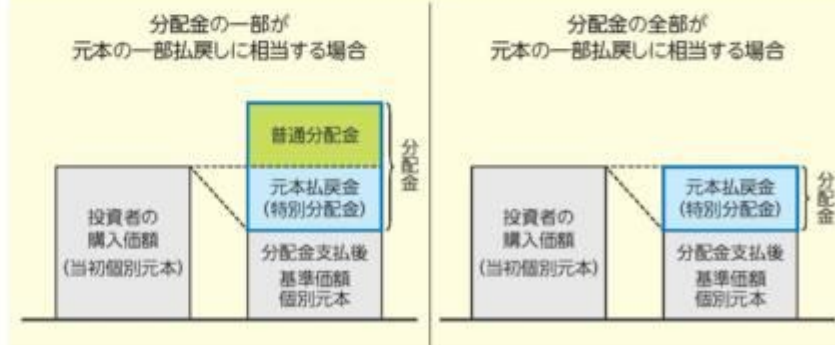 分配金の一部が
元本の一部払戻しに相当する場合
普通分配金
元本払戻金
(特別分配金)
分配金
投資者の
購入価額
(当初個別元本)
分配金支払後
基準価額
個別元本
分配金の全部が
元本の一部払戻しに相当する場合
元本払戻金
(特別分配金)
分配金
投資者の
購入価額
(当初個別元本)
分配金支払後
基準価額
個別元本